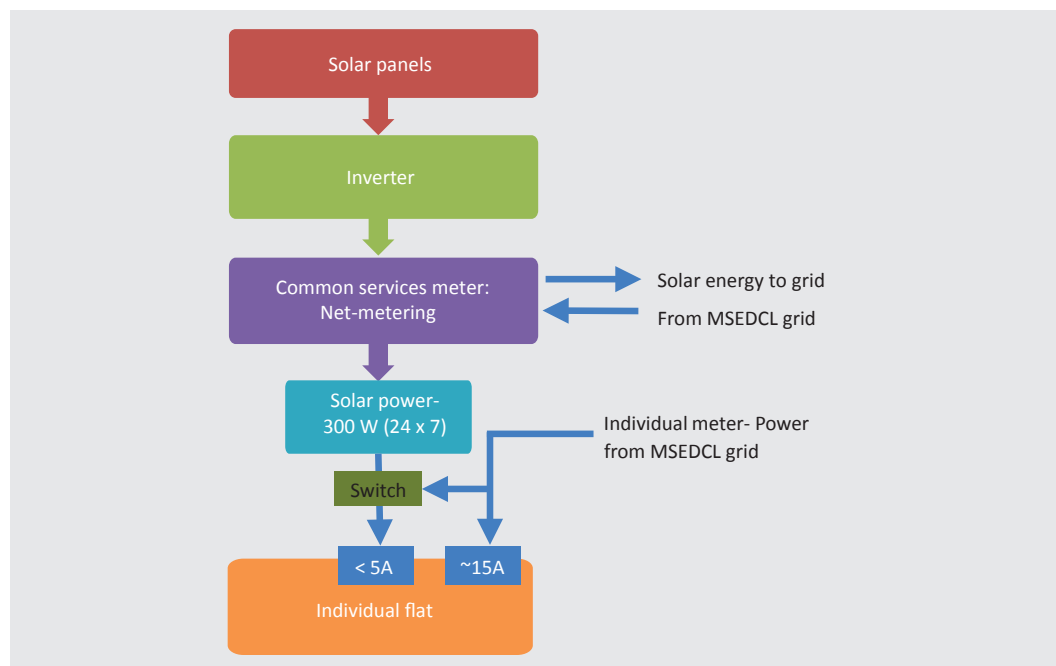 Solar panels
Inverter
Common services meter:
Net-metering
Solar energy to grid
From MSEDCL grid
Solar power-
300 W (24 x 7)
Individual meter- Power
from MSEDCL grid
Switch
< 5A
~15A
Individual flat